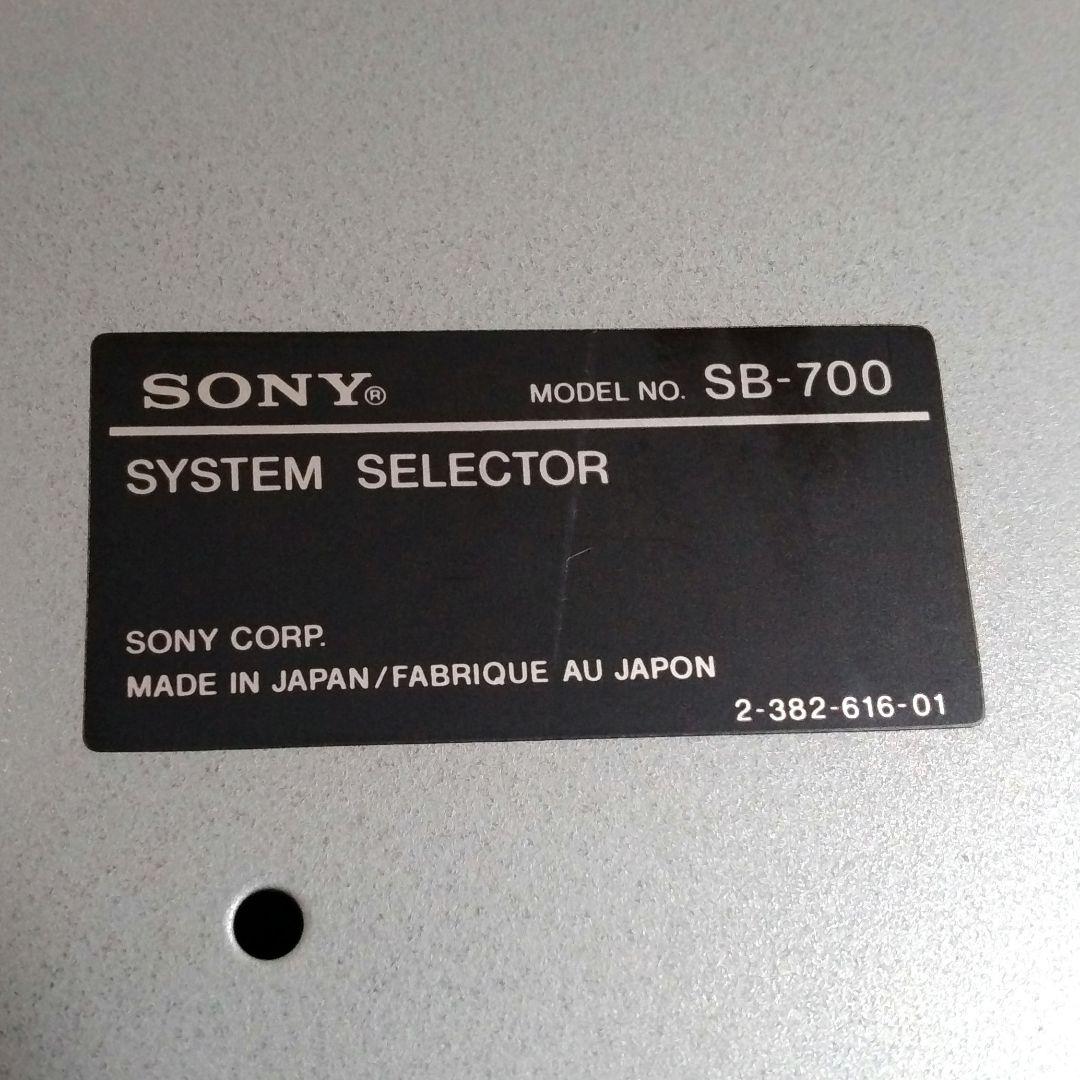 SONY® MODEL NO. SB-700
SYSTEM SELECTOR
SONY CORP.
MADE IN JAPAN/FABRIQUE AU JAPON
2-382-616-01